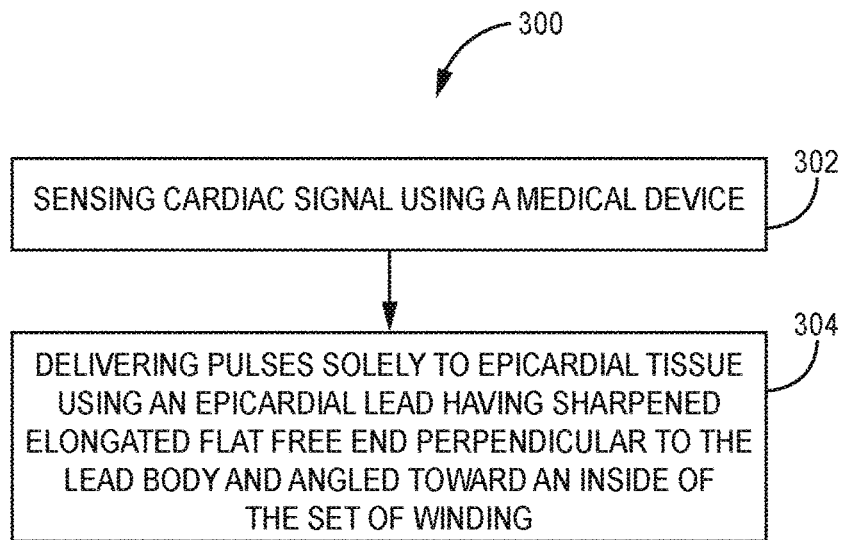 300
302
SENSING CARDIAC SIGNAL USING A MEDICAL DEVICE
304
DELIVERING PULSES SOLELY TO EPICARDIAL TISSUE
USING AN EPICARDIAL LEAD HAVING SHARPENED
ELONGATED FLAT FREE END PERPENDICULAR TO THE
LEAD BODY AND ANGLED TOWARD AN INSIDE OF
THE SET OF WINDING